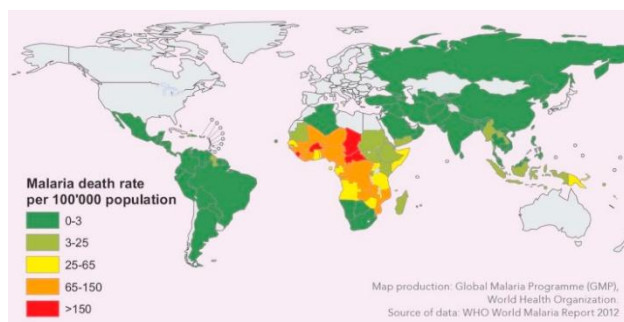 Malaria death rate
per 100'000 population
0-3
3-25
25-65
65-150
>150
Map production: Global Malaria Programme (GMP),
World Health Organization.
Source of data: WHO World Malaria Report 2012